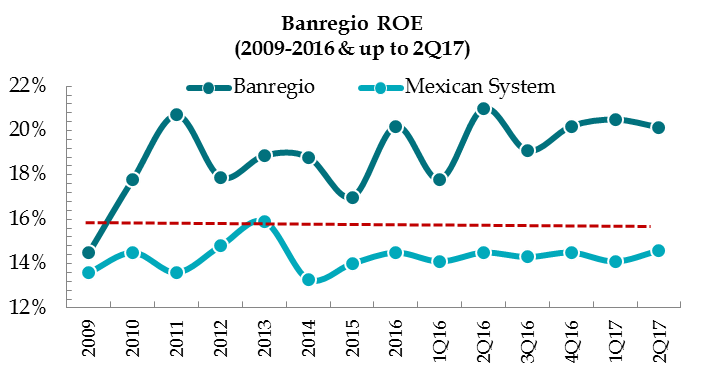 Banregio ROE
(2009-2016 & up to 2Q17)
Banregio
Mexican System
22%
20%
18%
16%
14%
12%
2009
2010
2011
2012
2013
2014
2015
2016
1Q16
2Q16
3Q16
4Q16
1Q17
2Q17